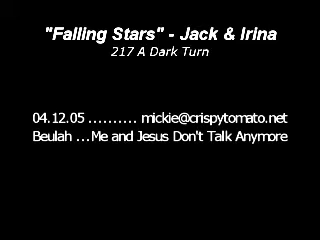 "Falling Stars" - Jack & Irina
217 A Dark Turn
04.12.05 .......... mickie@crispytomato.net
Beulah ...Me and Jesus Don't Talk Anymore